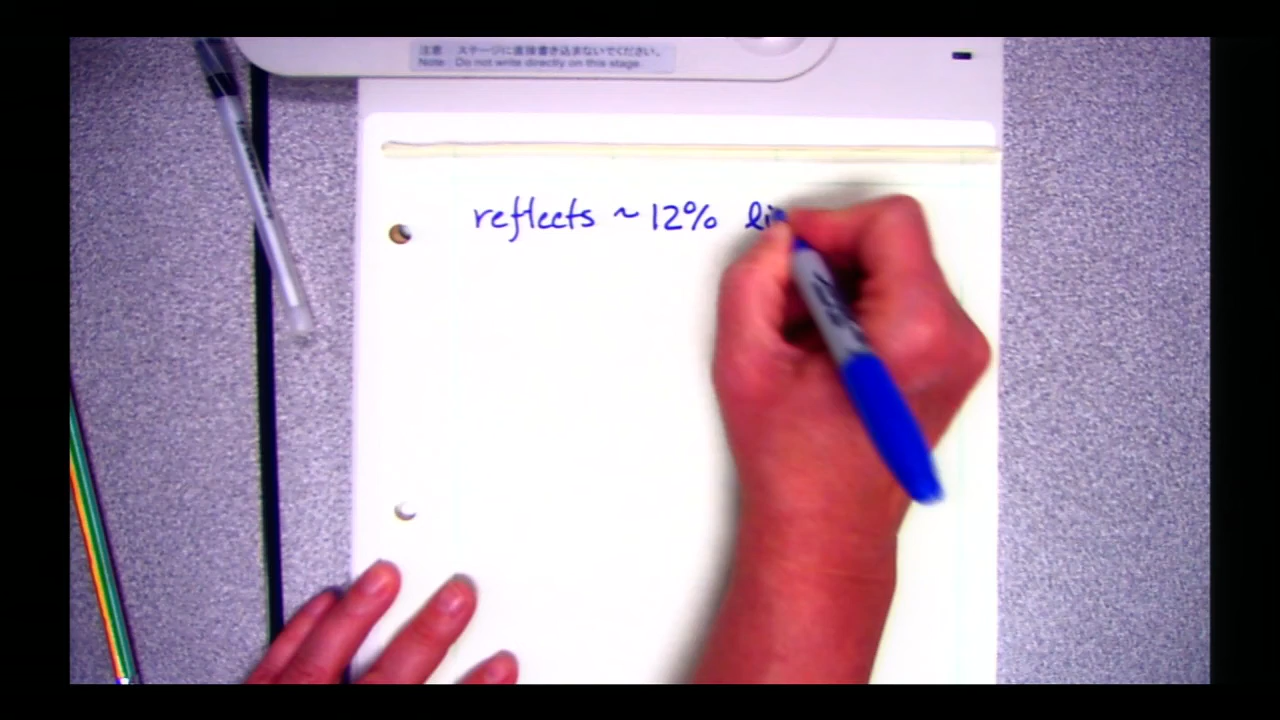 注意 ステージに直接書き込まないでください。
Note Do not write directly on this stage
reflects ~12% li